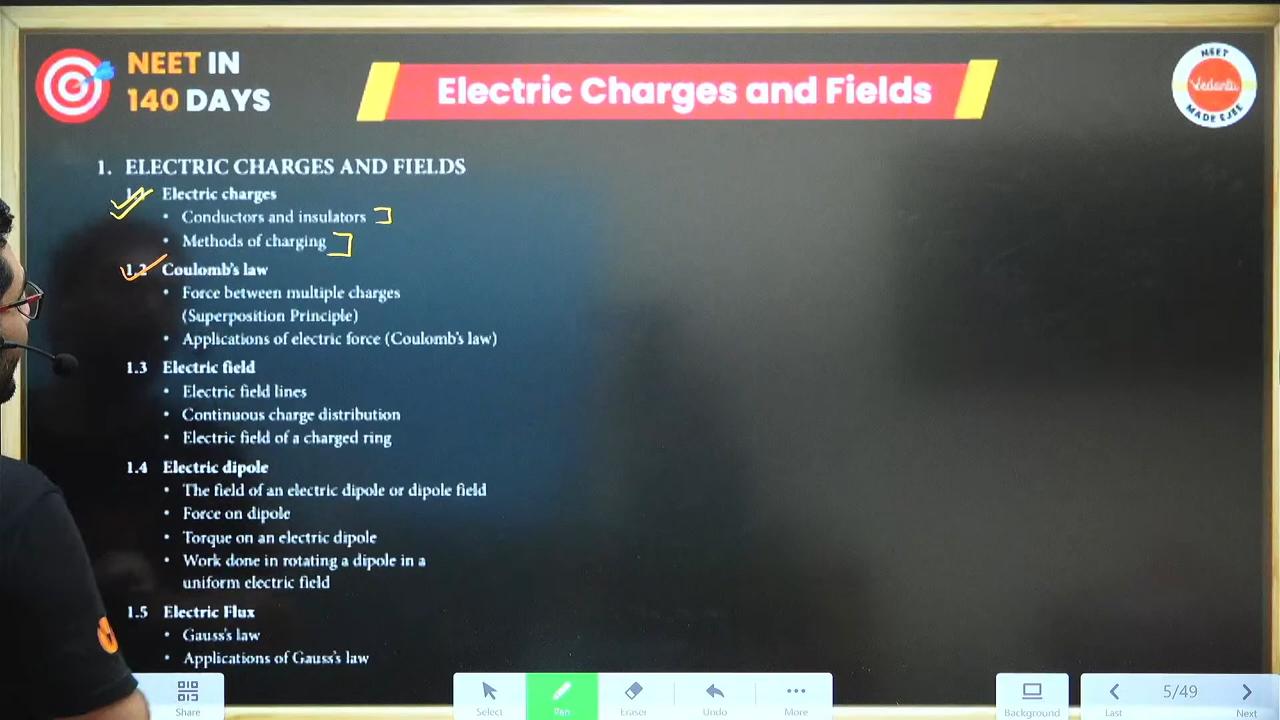 NEET IN
140 DAYS
Electric Charges and Fields
NEET
Vedantu
MADE EJEE
1. ELECTRIC CHARGES AND FIELDS
1.1 Electric charges
• Conductors and insulators
• Methods of charging
1.2 Coulomb's law
• Force between multiple charges
(Superposition Principle)
• Applications of electric force (Coulomb's law)
1.3 Electric field
• Electric field lines
• Continuous charge distribution
• Electric field of a charged ring
1.4 Electric dipole
• The field of an electric dipole or dipole field
• Force on dipole
• Torque on an electric dipole
• Work done in rotating a dipole in a
uniform electric field
1.5 Electric Flux
• Gauss's law
• Applications of Gauss's law
Share
Select
Pen
Eraser
Undo
More
Background
Last
5/49
Next